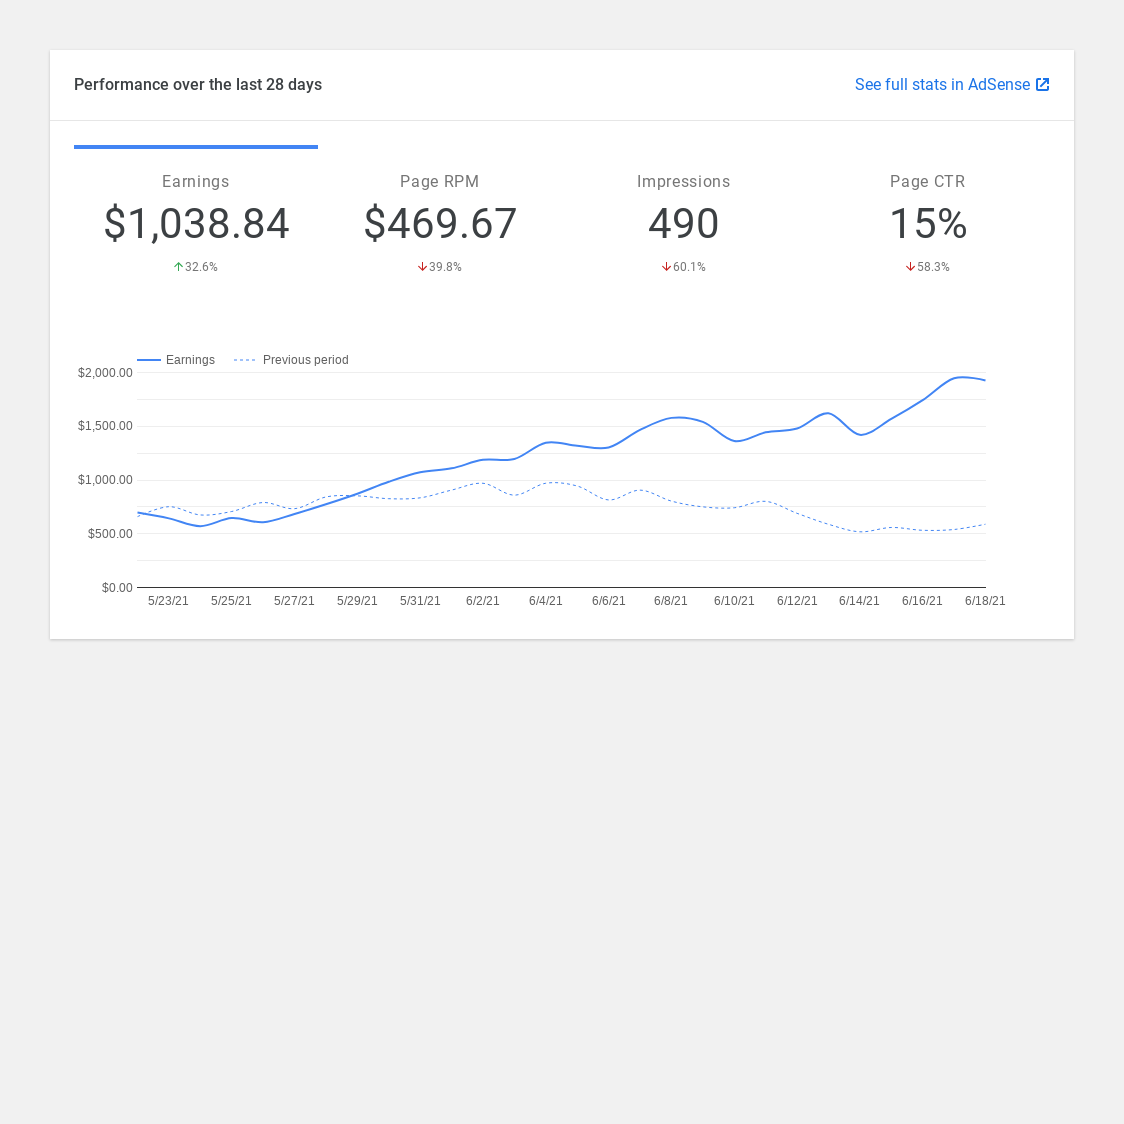 Performance over the last 28 days
See full stats in AdSense
Earnings Page RPM Impressions Page CTR
$1,038.84 $469.67 490 15%
32.6% 39.8% 60.1% 58.3%
Earnings Previous period
$2,000.00
$1,500.00
$1,000.00
$500.00
$0.00
5/23/21 5/25/21 5/27/21 5/29/21 5/31/21 6/2/21 6/4/21 6/6/21 6/8/21 6/10/21 6/12/21 6/14/21 6/16/21 6/18/21